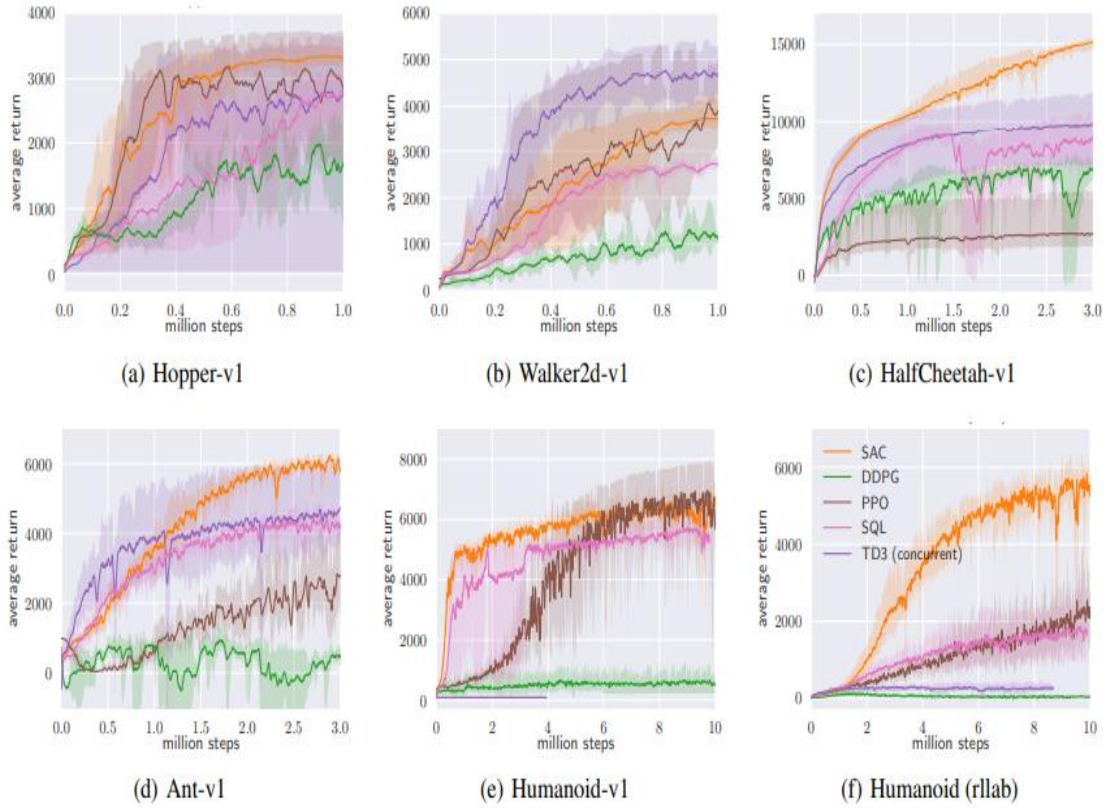 4000
3000
2000
1000
0
average return
0.0 0.2 0.4 0.6 0.8 1.0
million steps
(a) Hopper-v1
6000
5000
4000
3000
2000
1000
0
average return
0.0 0.2 0.4 0.6 0.8 1.0
million steps
(b) Walker2d-v1
15000
10000
5000
0
average return
0.0 0.5 1.0 1.5 2.0 2.5 3.0
million steps
(c) HalfCheetah-v1
6000
4000
2000
0
average return
0.0 0.5 1.0 1.5 2.0 2.5 3.0
million steps
(d) Ant-v1
8000
6000
4000
2000
0
average return
0 2 4 6 8 10
million steps
(e) Humanoid-v1
6000
4000
2000
0
average return
SAC
DDPG
PPO
SQL
TD3 (concurrent)
0 2 4 6 8 10
million steps
(f) Humanoid (rllab)